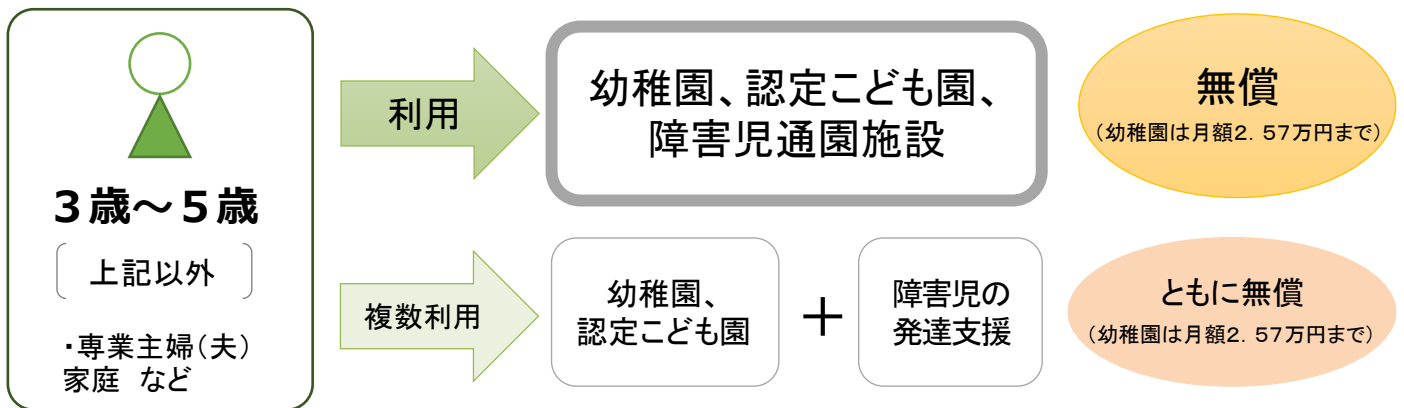 3歳～5歳
上記以外
・専業主婦(夫)
家庭 など
利用
幼稚園、認定こども園、
障害児通園施設
無償
(幼稚園は月額2．57万円まで)
複数利用
幼稚園、
認定こども園
＋
障害児の
発達支援
ともに無償
(幼稚園は月額2．57万円まで)